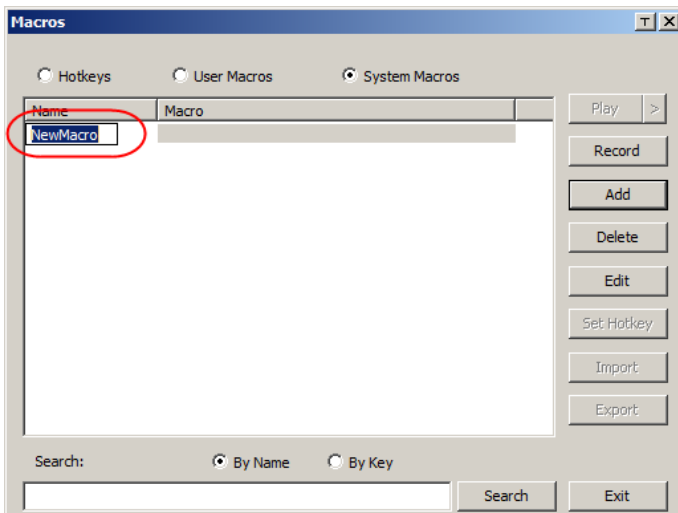 Macros
Hotkeys User Macros System Macros
Name Macro
NewMacro
Play >
Record
Add
Delete
Edit
Set Hotkey
Import
Export
Search: By Name By Key
Search Exit